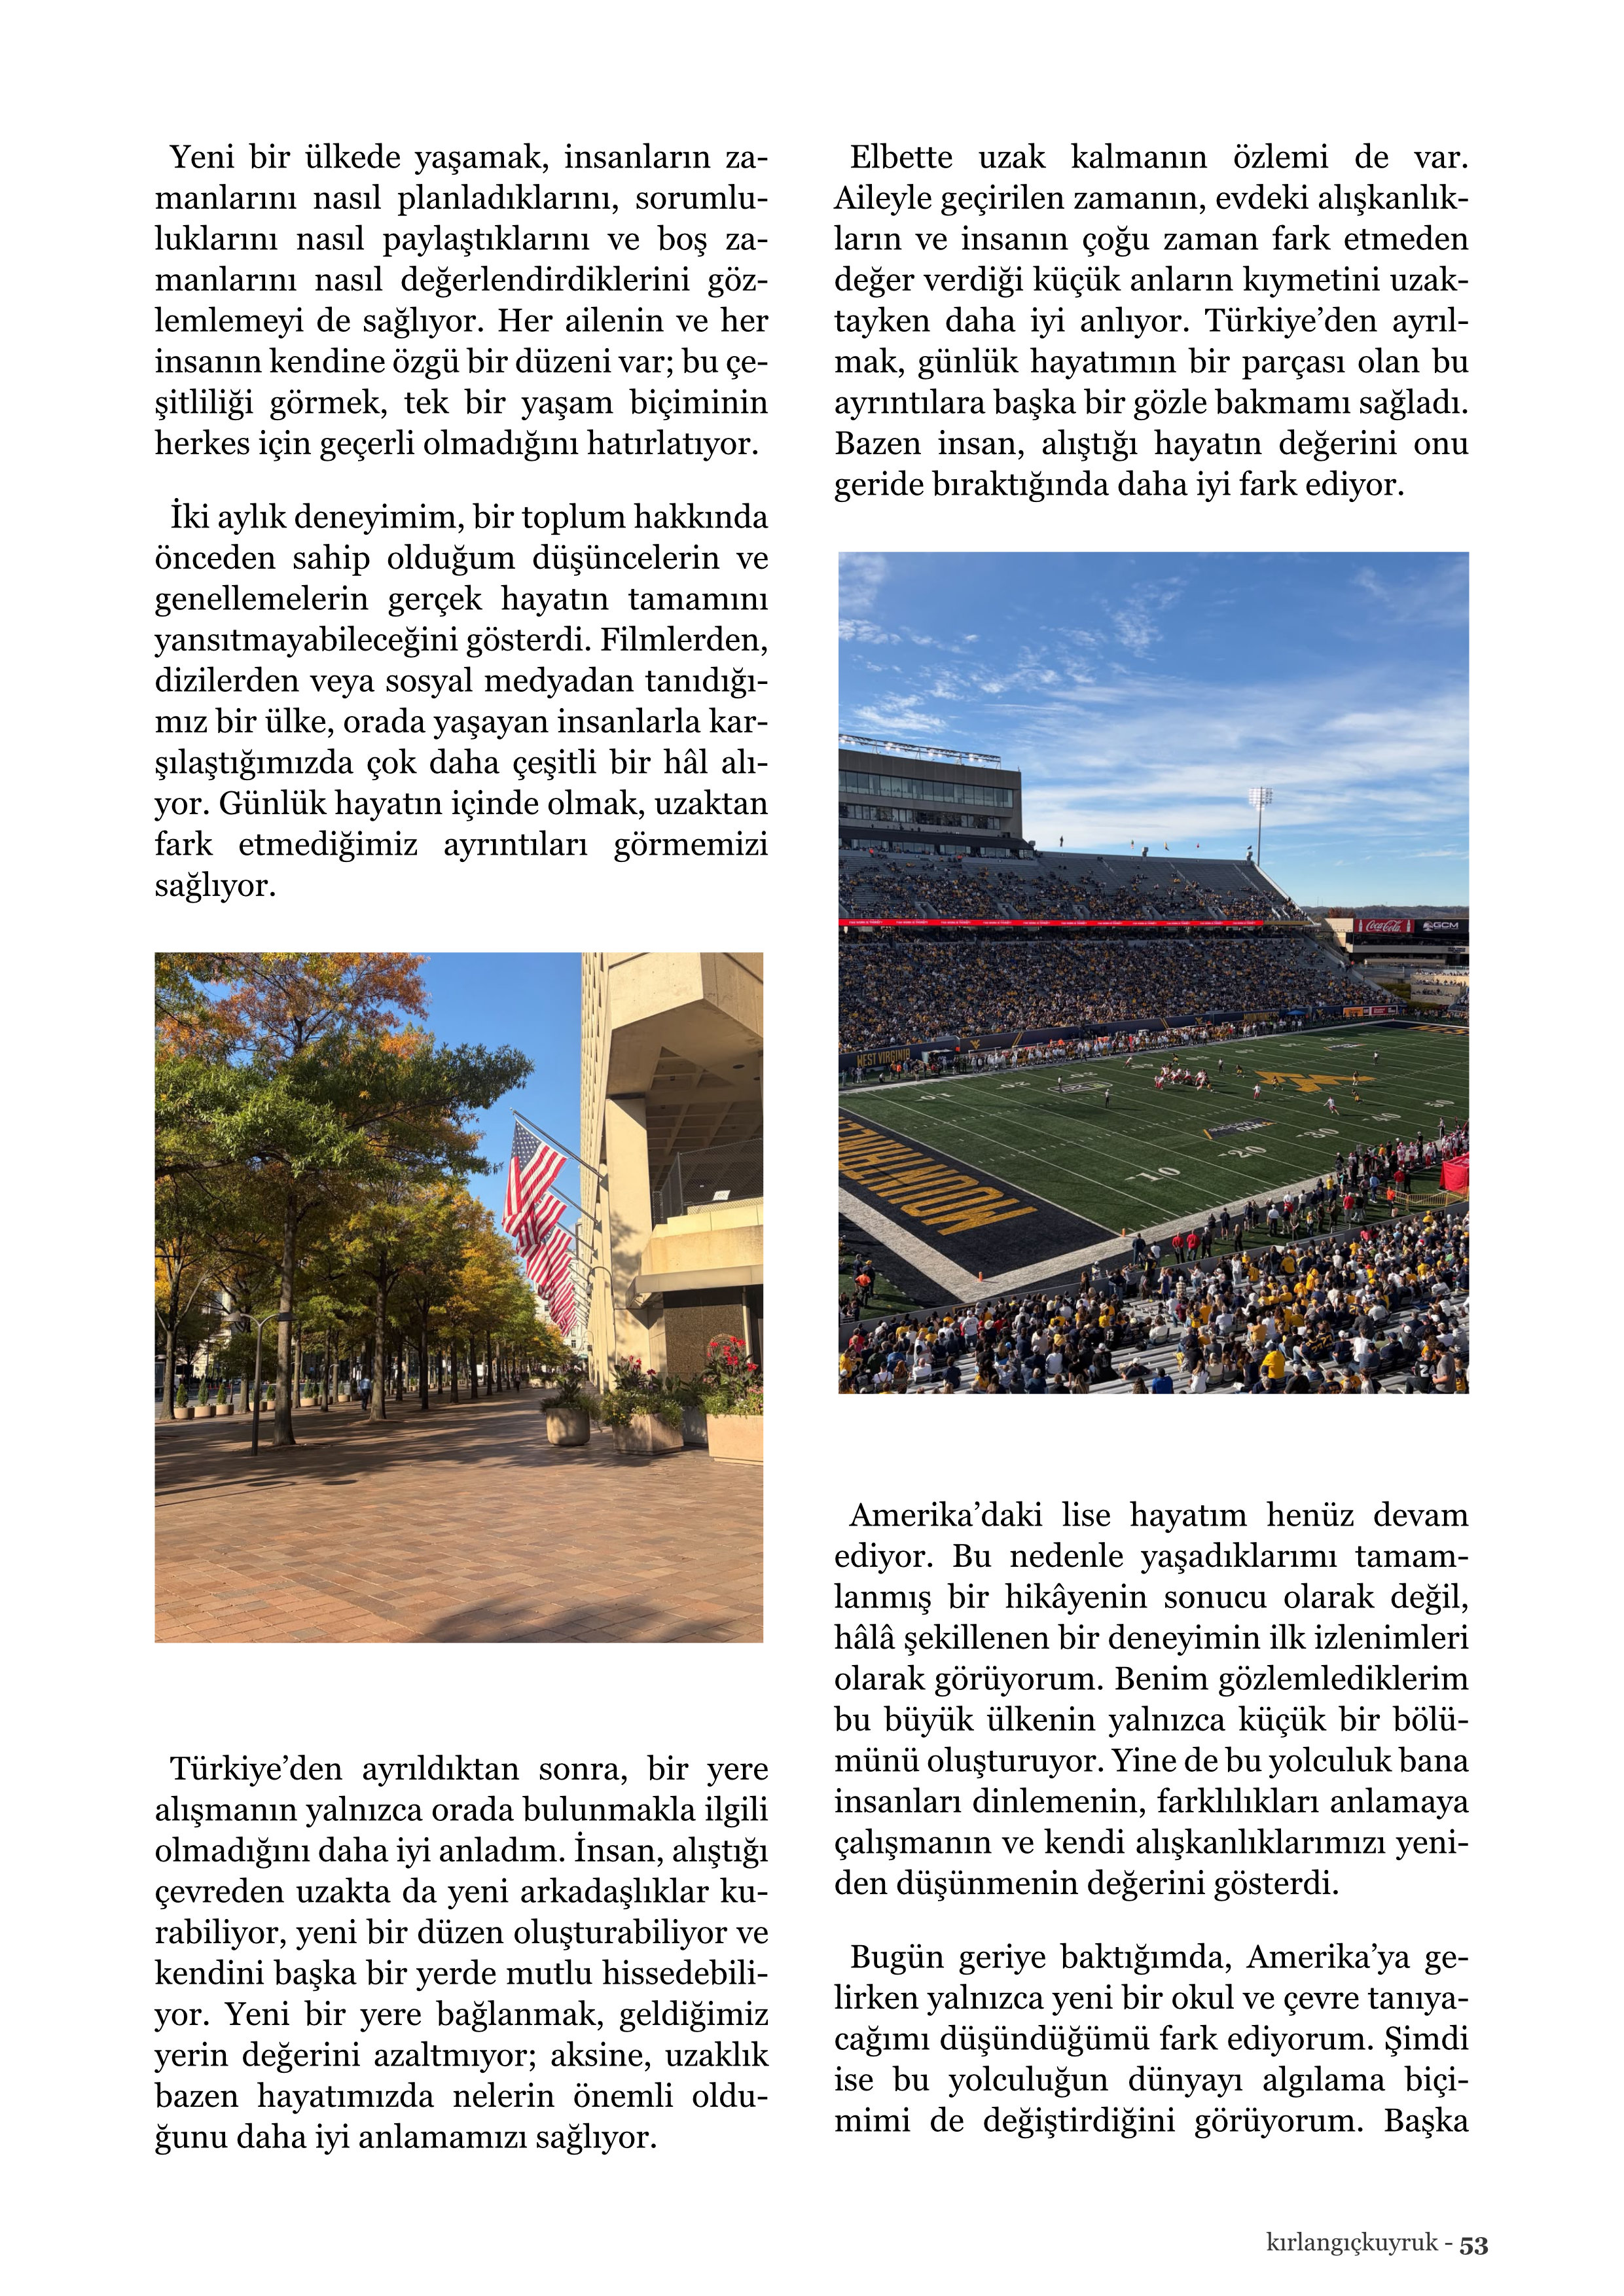 Yeni bir ülkede yaşamak, insanların za-
manlarını nasıl planladıklarını, sorumlu-
luklarını nasıl paylaştıklarını ve boş za-
manlarını nasıl değerlendirdiklerini göz-
lemlemeyi de sağlıyor. Her ailenin ve her
insanın kendine özgü bir düzeni var; bu çe-
şitliliği görmek, tek bir yaşam biçiminin
herkes için geçerli olmadığını hatırlatıyor.
İki aylık deneyimim, bir toplum hakkında
önceden sahip olduğum düşüncelerin ve
genellemelerin gerçek hayatın tamamını
yansıtmayabileceğini gösterdi. Filmlerden,
dizilerden veya sosyal medyadan tanıdığı-
mız bir ülke, orada yaşayan insanlarla kar-
şılaştığımızda çok daha çeşitli bir hâl alı-
yor. Günlük hayatın içinde olmak, uzaktan
fark etmediğimiz ayrıntıları görmemizi
sağlıyor.
Türkiye’den ayrıldıktan sonra, bir yere
alışmanın yalnızca orada bulunmakla ilgili
olmadığını daha iyi anladım. İnsan, alıştığı
çevreden uzakta da yeni arkadaşlıklar ku-
rabiliyor, yeni bir düzen oluşturabiliyor ve
kendini başka bir yerde mutlu hissedebili-
yor. Yeni bir yere bağlanmak, geldiğimiz
yerin değerini azaltmıyor; aksine, uzaklık
bazen hayatımızda nelerin önemli oldu-
ğunu daha iyi anlamamızı sağlıyor.
Elbette uzak kalmanın özlemi de var.
Aileyle geçirilen zamanın, evdeki alışkanlık-
ların ve insanın çoğu zaman fark etmeden
değer verdiği küçük anların kıymetini uzak-
tayken daha iyi anlıyor. Türkiye’den ayrıl-
mak, günlük hayatımın bir parçası olan bu
ayrıntılara başka bir gözle bakmamı sağladı.
Bazen insan, alıştığı hayatın değerini onu
geride bıraktığında daha iyi fark ediyor.
Coca-Cola
GCM
WEST VIRGINIA
10
20
30
40
50
MOUNTAINEERS
Amerika’daki lise hayatım henüz devam
ediyor. Bu nedenle yaşadıklarımı tamam-
lanmış bir hikâyenin sonucu olarak değil,
hâlâ şekillenen bir deneyimin ilk izlenimleri
olarak görüyorum. Benim gözlemlediklerim
bu büyük ülkenin yalnızca küçük bir bölü-
münü oluşturuyor. Yine de bu yolculuk bana
insanları dinlemenin, farklılıkları anlamaya
çalışmanın ve kendi alışkanlıklarımızı yeni-
den düşünmenin değerini gösterdi.
Bugün geriye baktığımda, Amerika’ya ge-
lirken yalnızca yeni bir okul ve çevre tanıya-
cağımı düşündüğümü fark ediyorum. Şimdi
ise bu yolculuğun dünyayı algılama biçi-
mimi de değiştirdiğini görüyorum. Başka
kırlangıçkuyruk - 53